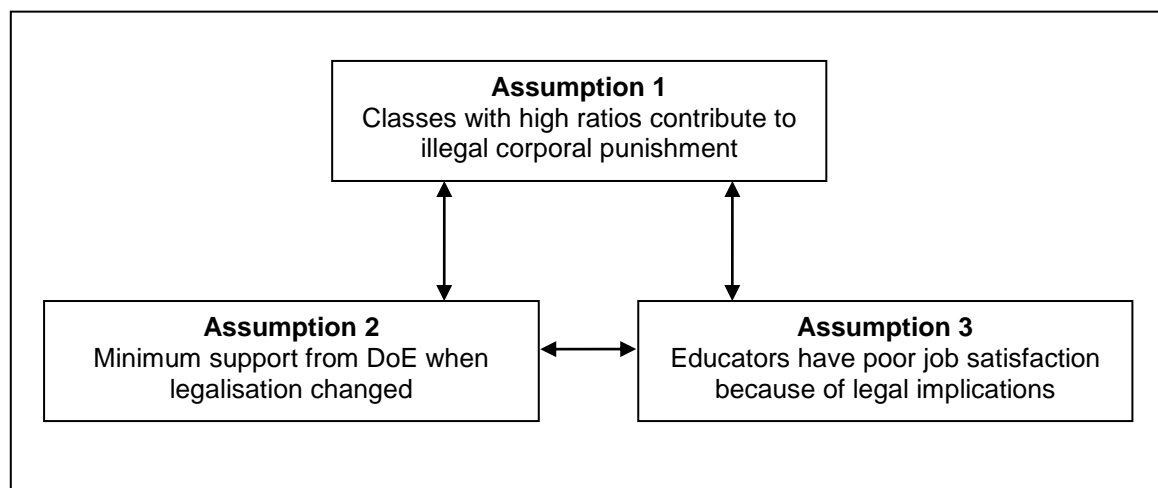 Assumption 1
Classes with high ratios contribute to
illegal corporal punishment
Assumption 2
Minimum support from DoE when
legalisation changed
Assumption 3
Educators have poor job satisfaction
because of legal implications